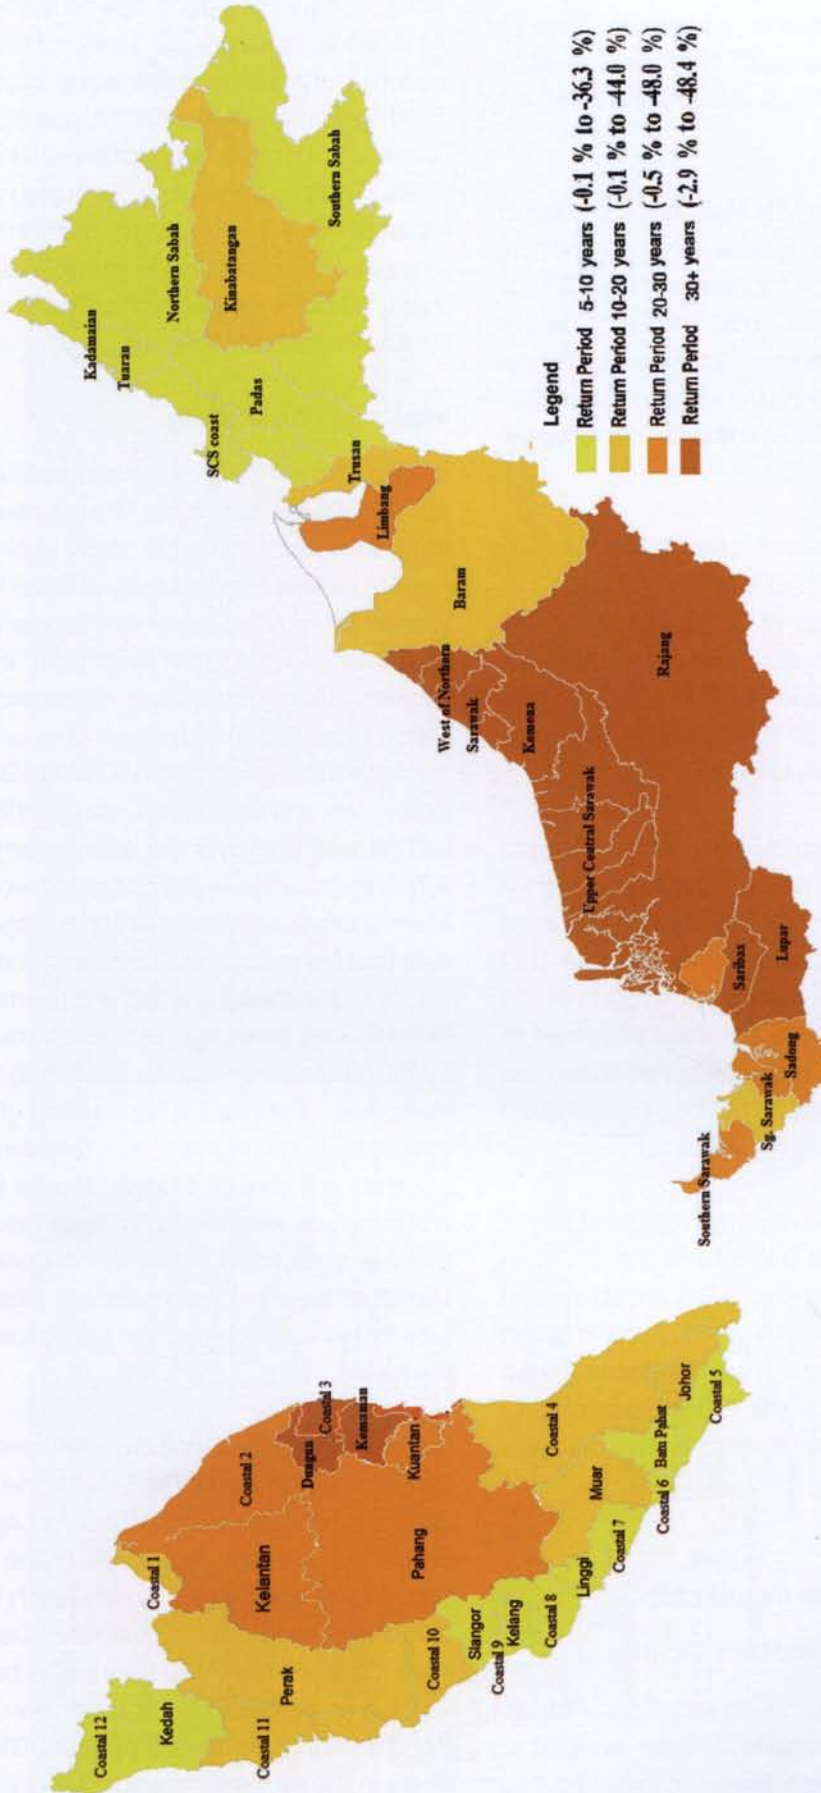 Coastal 12
Kedah
Coastal 11
Perak
Coastal 10
Coastal 1
Kelantan
Coastal 2
Dungun
Coastal 3
Kemaman
Kuantan
Pahang
Slangor
Coastal 9
Kelang
Coastal 8
Linggi
Coastal 7
Muar
Coastal 6
Batu Pahat
Coastal 4
Johor
Coastal 5
Southern Sarawak
Sg. Sarawak
Sadong
Lupar
Saribas
Upper Central Sarawak
Rajang
Kemena
West of Northern
Sarawak
Baram
Limbang
Trusan
SCS coast
Padas
Tuaran
Kadamaian
Northern Sabah
Kinabatangan
Southern Sabah
Legend
Return Period 5-10 years (-0.1 % to -36.3 %)
Return Period 10-20 years (-0.1 % to -44.0 %)
Return Period 20-30 years (-0.5 % to -48.0 %)
Return Period 30+ years (-2.9 % to -48.4 %)